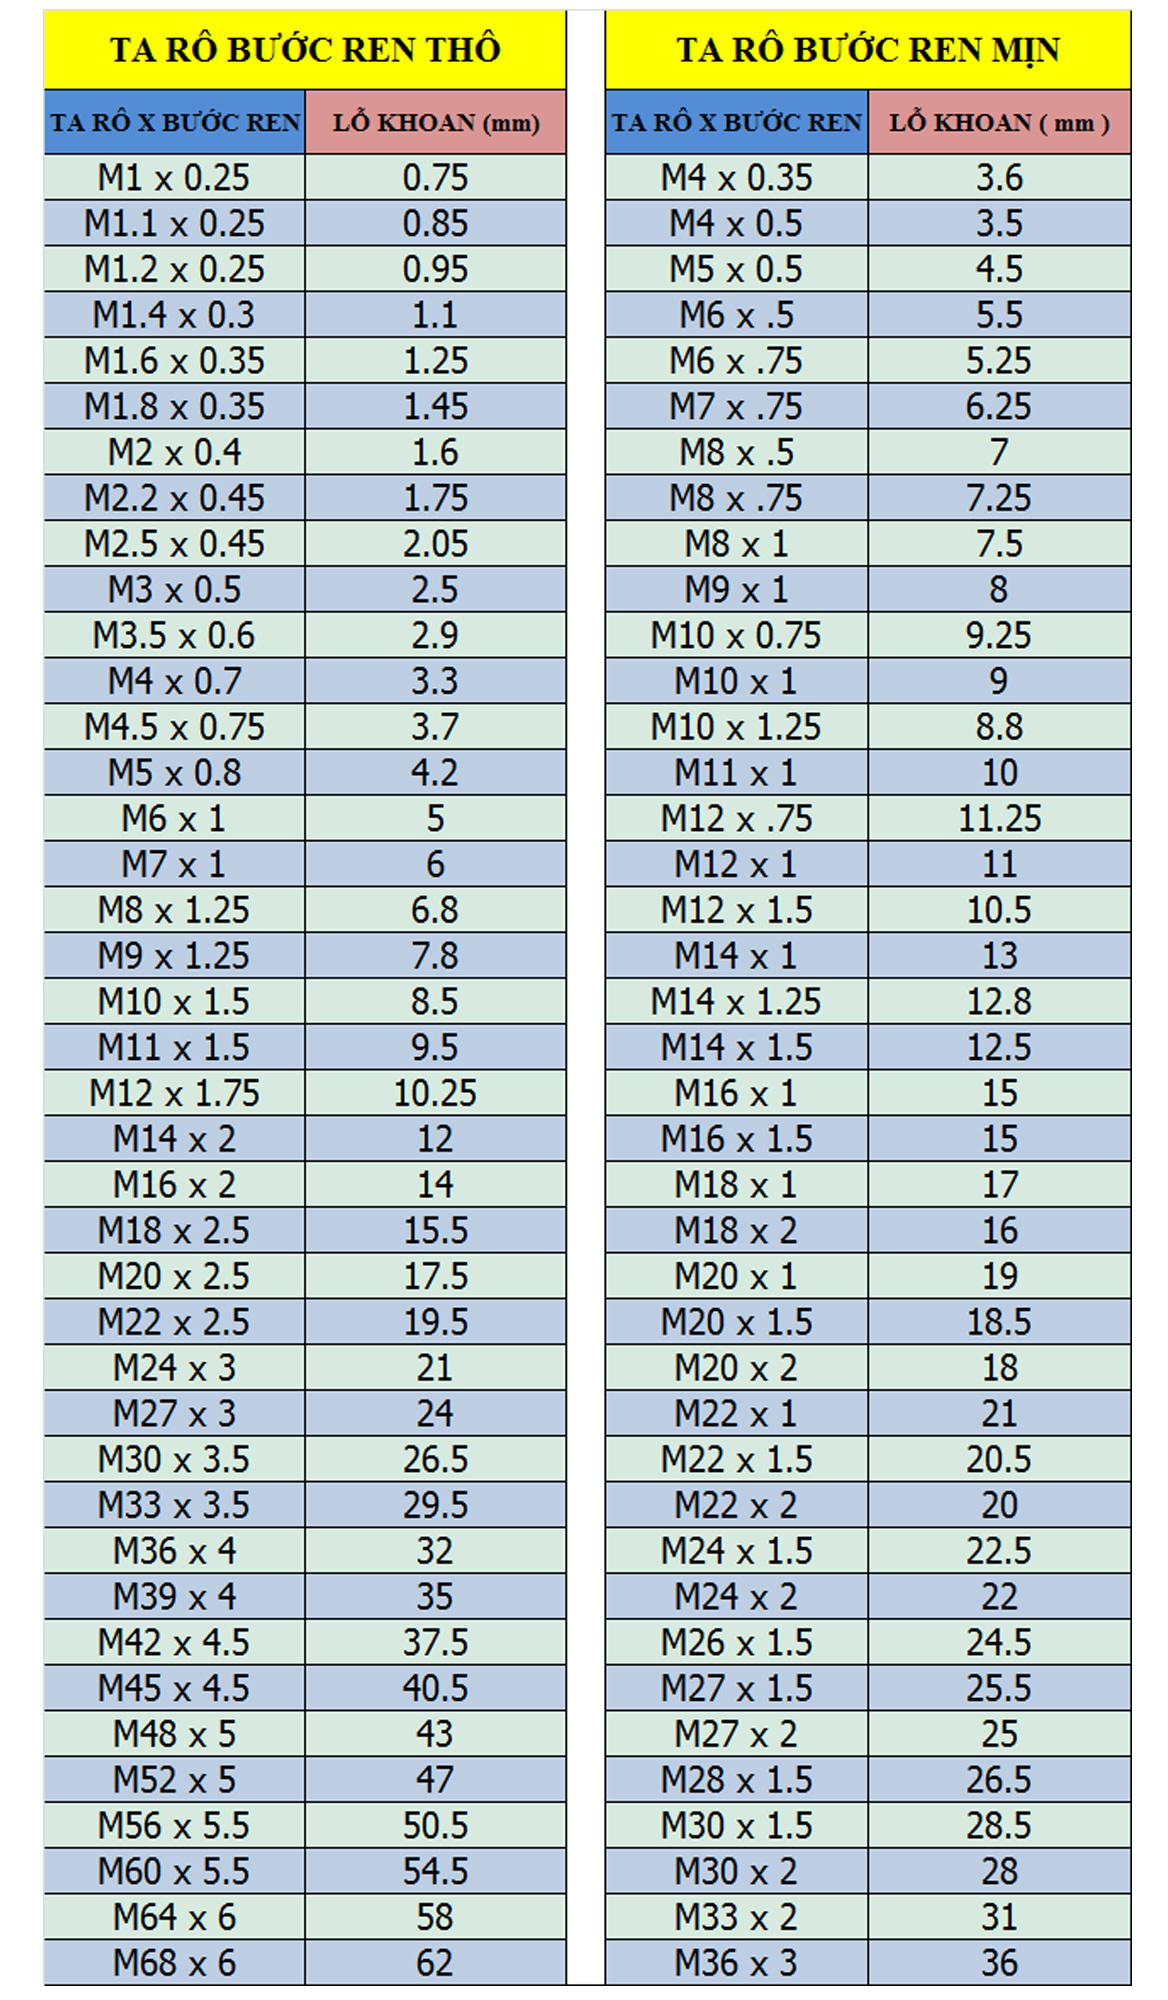 TA RÔ BƯỚC REN THÔ
TA RÔ X BƯỚC REN LỖ KHOAN (mm)
M1 x 0.25 0.75
M1.1 x 0.25 0.85
M1.2 x 0.25 0.95
M1.4 x 0.3 1.1
M1.6 x 0.35 1.25
M1.8 x 0.35 1.45
M2 x 0.4 1.6
M2.2 x 0.45 1.75
M2.5 x 0.45 2.05
M3 x 0.5 2.5
M3.5 x 0.6 2.9
M4 x 0.7 3.3
M4.5 x 0.75 3.7
M5 x 0.8 4.2
M6 x 1 5
M7 x 1 6
M8 x 1.25 6.8
M9 x 1.25 7.8
M10 x 1.5 8.5
M11 x 1.5 9.5
M12 x 1.75 10.25
M14 x 2 12
M16 x 2 14
M18 x 2.5 15.5
M20 x 2.5 17.5
M22 x 2.5 19.5
M24 x 3 21
M27 x 3 24
M30 x 3.5 26.5
M33 x 3.5 29.5
M36 x 4 32
M39 x 4 35
M42 x 4.5 37.5
M45 x 4.5 40.5
M48 x 5 43
M52 x 5 47
M56 x 5.5 50.5
M60 x 5.5 54.5
M64 x 6 58
M68 x 6 62
TA RÔ BƯỚC REN MỊN
TA RÔ X BƯỚC REN LỖ KHOAN ( mm )
M4 x 0.35 3.6
M4 x 0.5 3.5
M5 x 0.5 4.5
M6 x .5 5.5
M6 x .75 5.25
M7 x .75 6.25
M8 x .5 7
M8 x .75 7.25
M8 x 1 7.5
M9 x 1 8
M10 x 0.75 9.25
M10 x 1 9
M10 x 1.25 8.8
M11 x 1 10
M12 x .75 11.25
M12 x 1 11
M12 x 1.5 10.5
M14 x 1 13
M14 x 1.25 12.8
M14 x 1.5 12.5
M16 x 1 15
M16 x 1.5 15
M18 x 1 17
M18 x 2 16
M20 x 1 19
M20 x 1.5 18.5
M20 x 2 18
M22 x 1 21
M22 x 1.5 20.5
M22 x 2 20
M24 x 1.5 22.5
M24 x 2 22
M26 x 1.5 24.5
M27 x 1.5 25.5
M27 x 2 25
M28 x 1.5 26.5
M30 x 1.5 28.5
M30 x 2 28
M33 x 2 31
M36 x 3 36